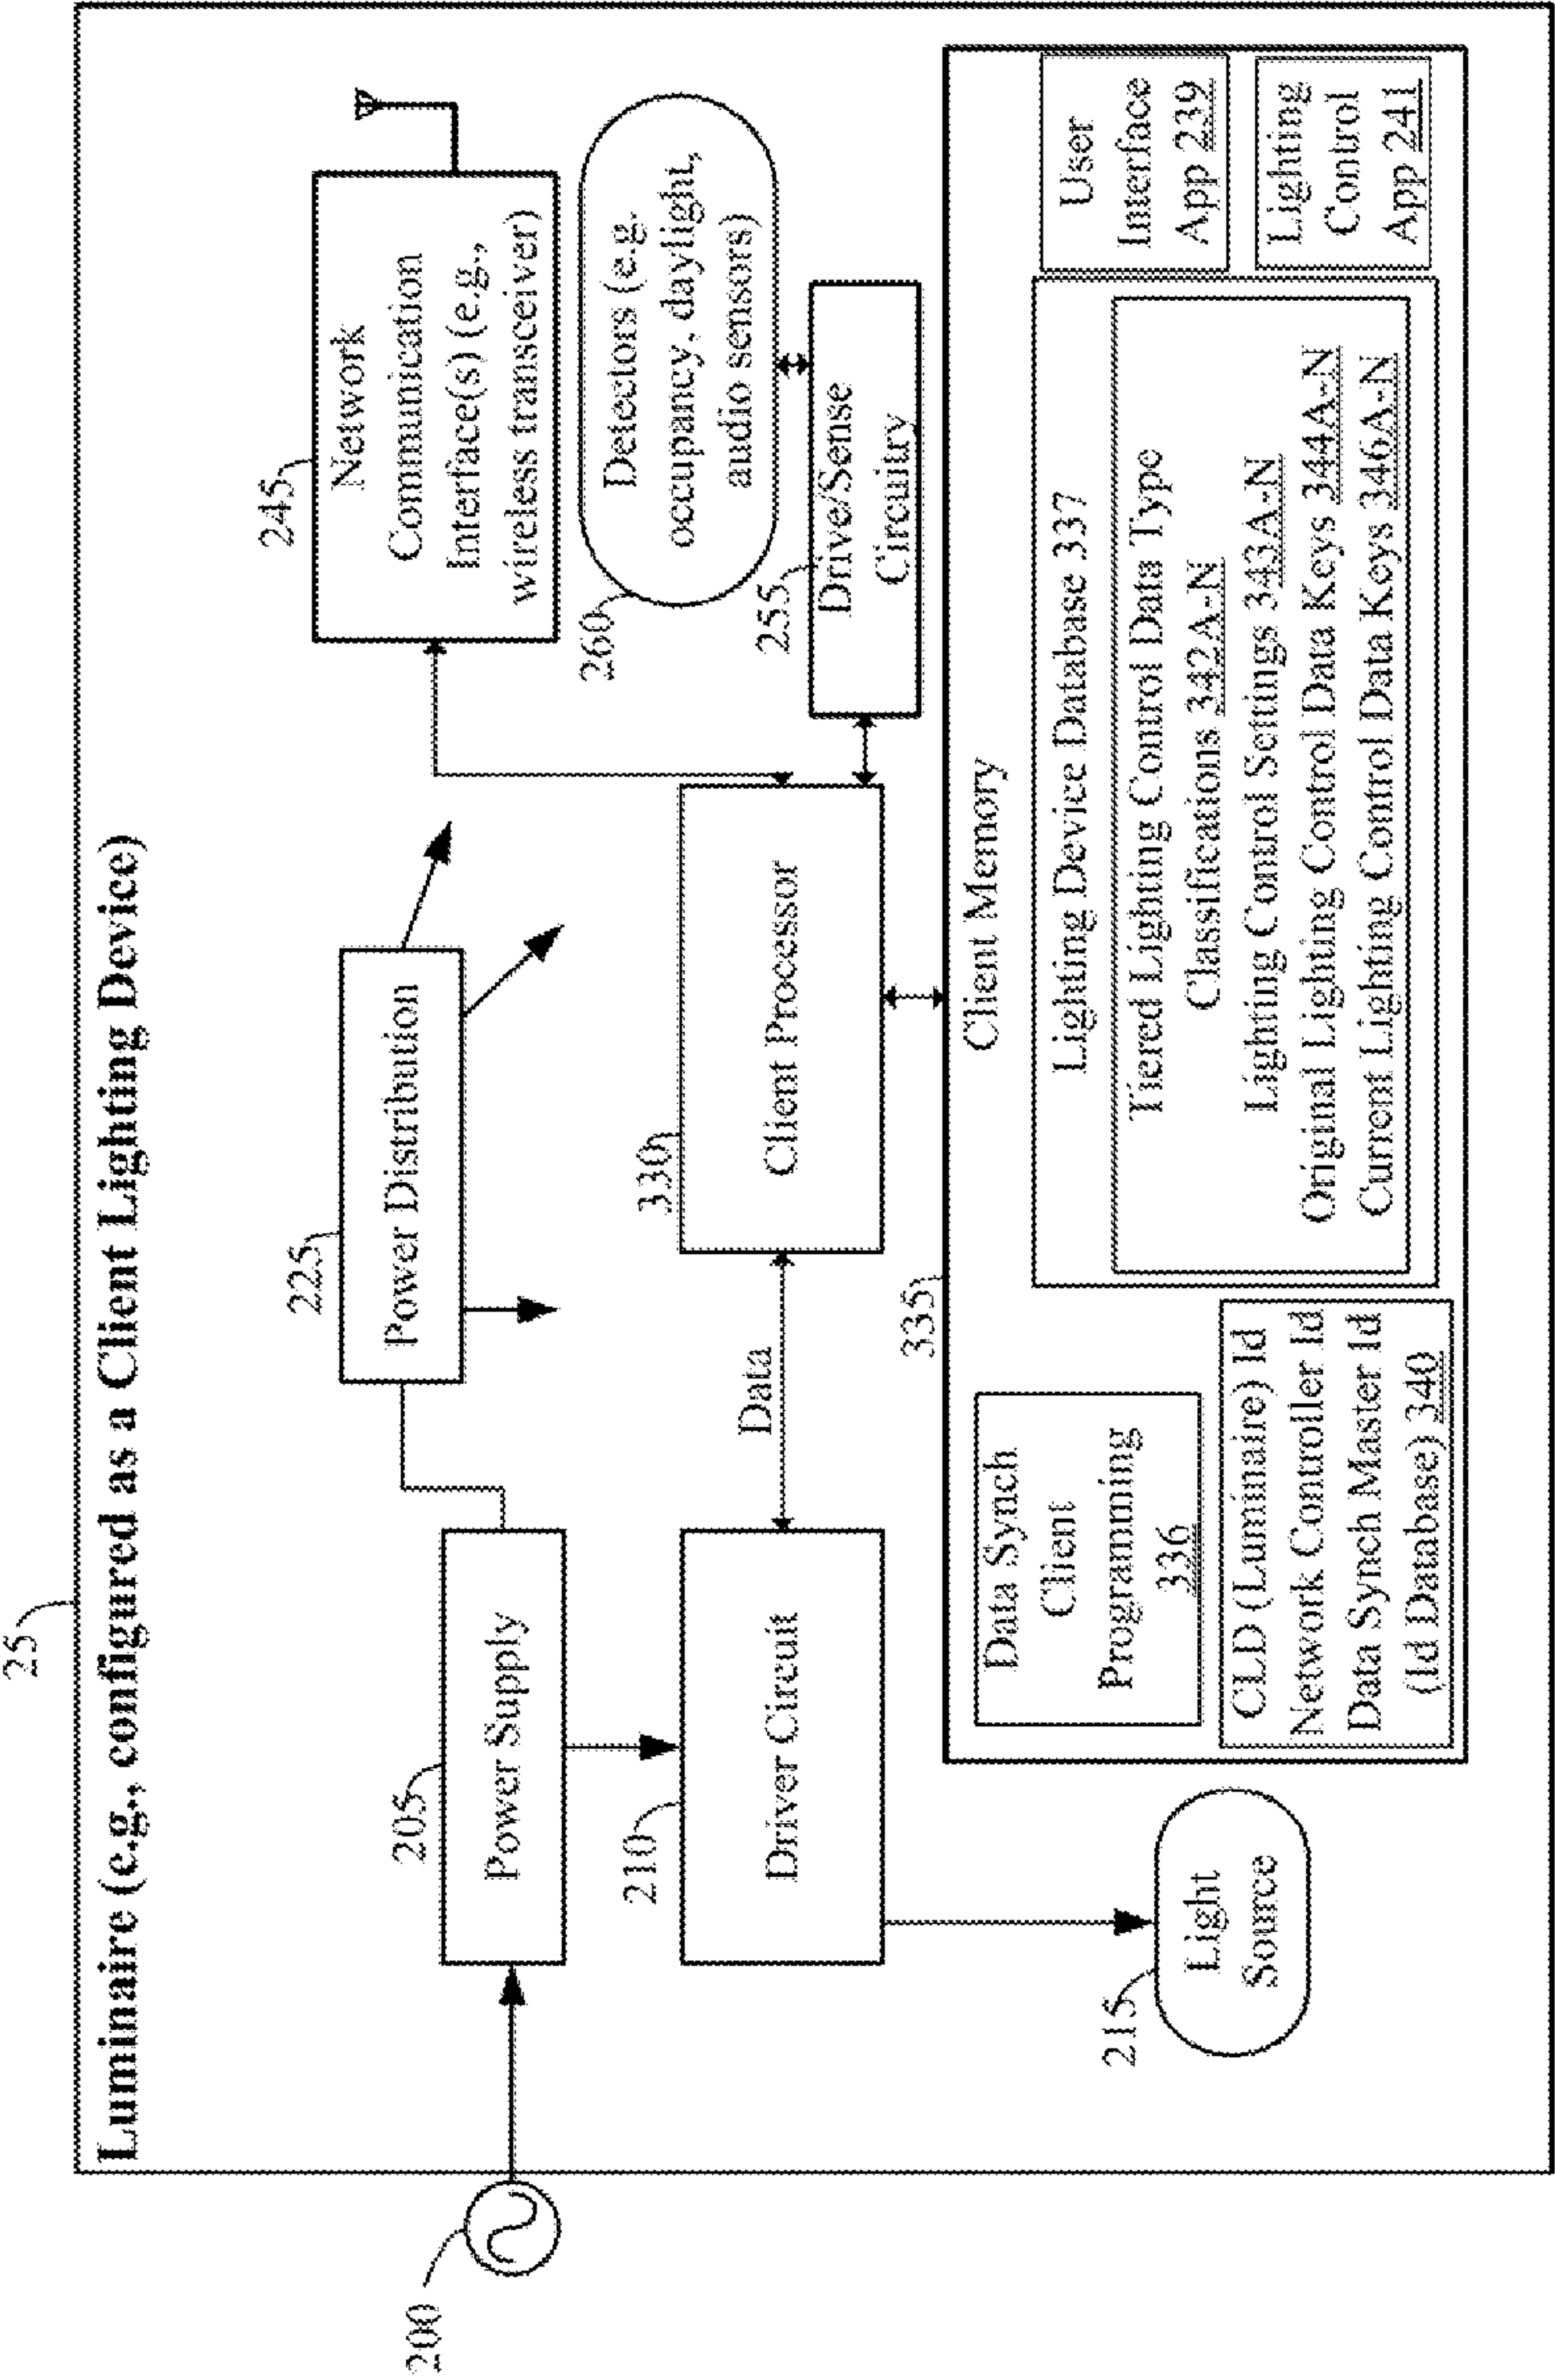 25
Luminaire (e.g., configured as a Client Lighting Device)
200
205
Power Supply
225
Power Distribution
245
Network
Communication
Interface(s) (e.g.,
wireless transceiver)
210
Driver Circuit
Data
330
Client Processor
260
Detectors (e.g.
occupancy, daylight,
audio sensors)
255
Drive/Sense
Circuitry
215
Light
Source
335
Client Memory
Data Synch
Client
Programming
336
CLD (Luminaire) Id
Network Controller Id
Data Synch Master Id
(Id Database) 340
Lighting Device Database 337
Tiered Lighting Control Data Type
Classifications 342A-N
Lighting Control Settings 343A-N
Original Lighting Control Data Keys 344A-N
Current Lighting Control Data Keys 346A-N
User
Interface
App 239
Lighting
Control
App 241